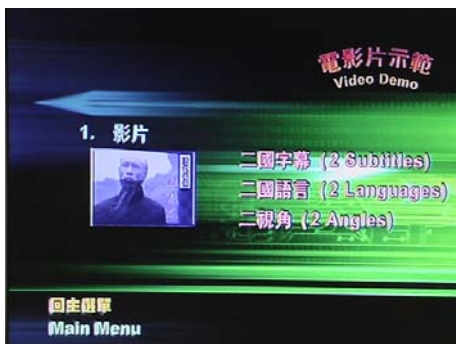 電影片示範
Video Demo
1. 影片
二國字幕 (2 Subtitles)
二國語言 (2 Languages)
二視角 (2 Angles)
回主選單
Main Menu